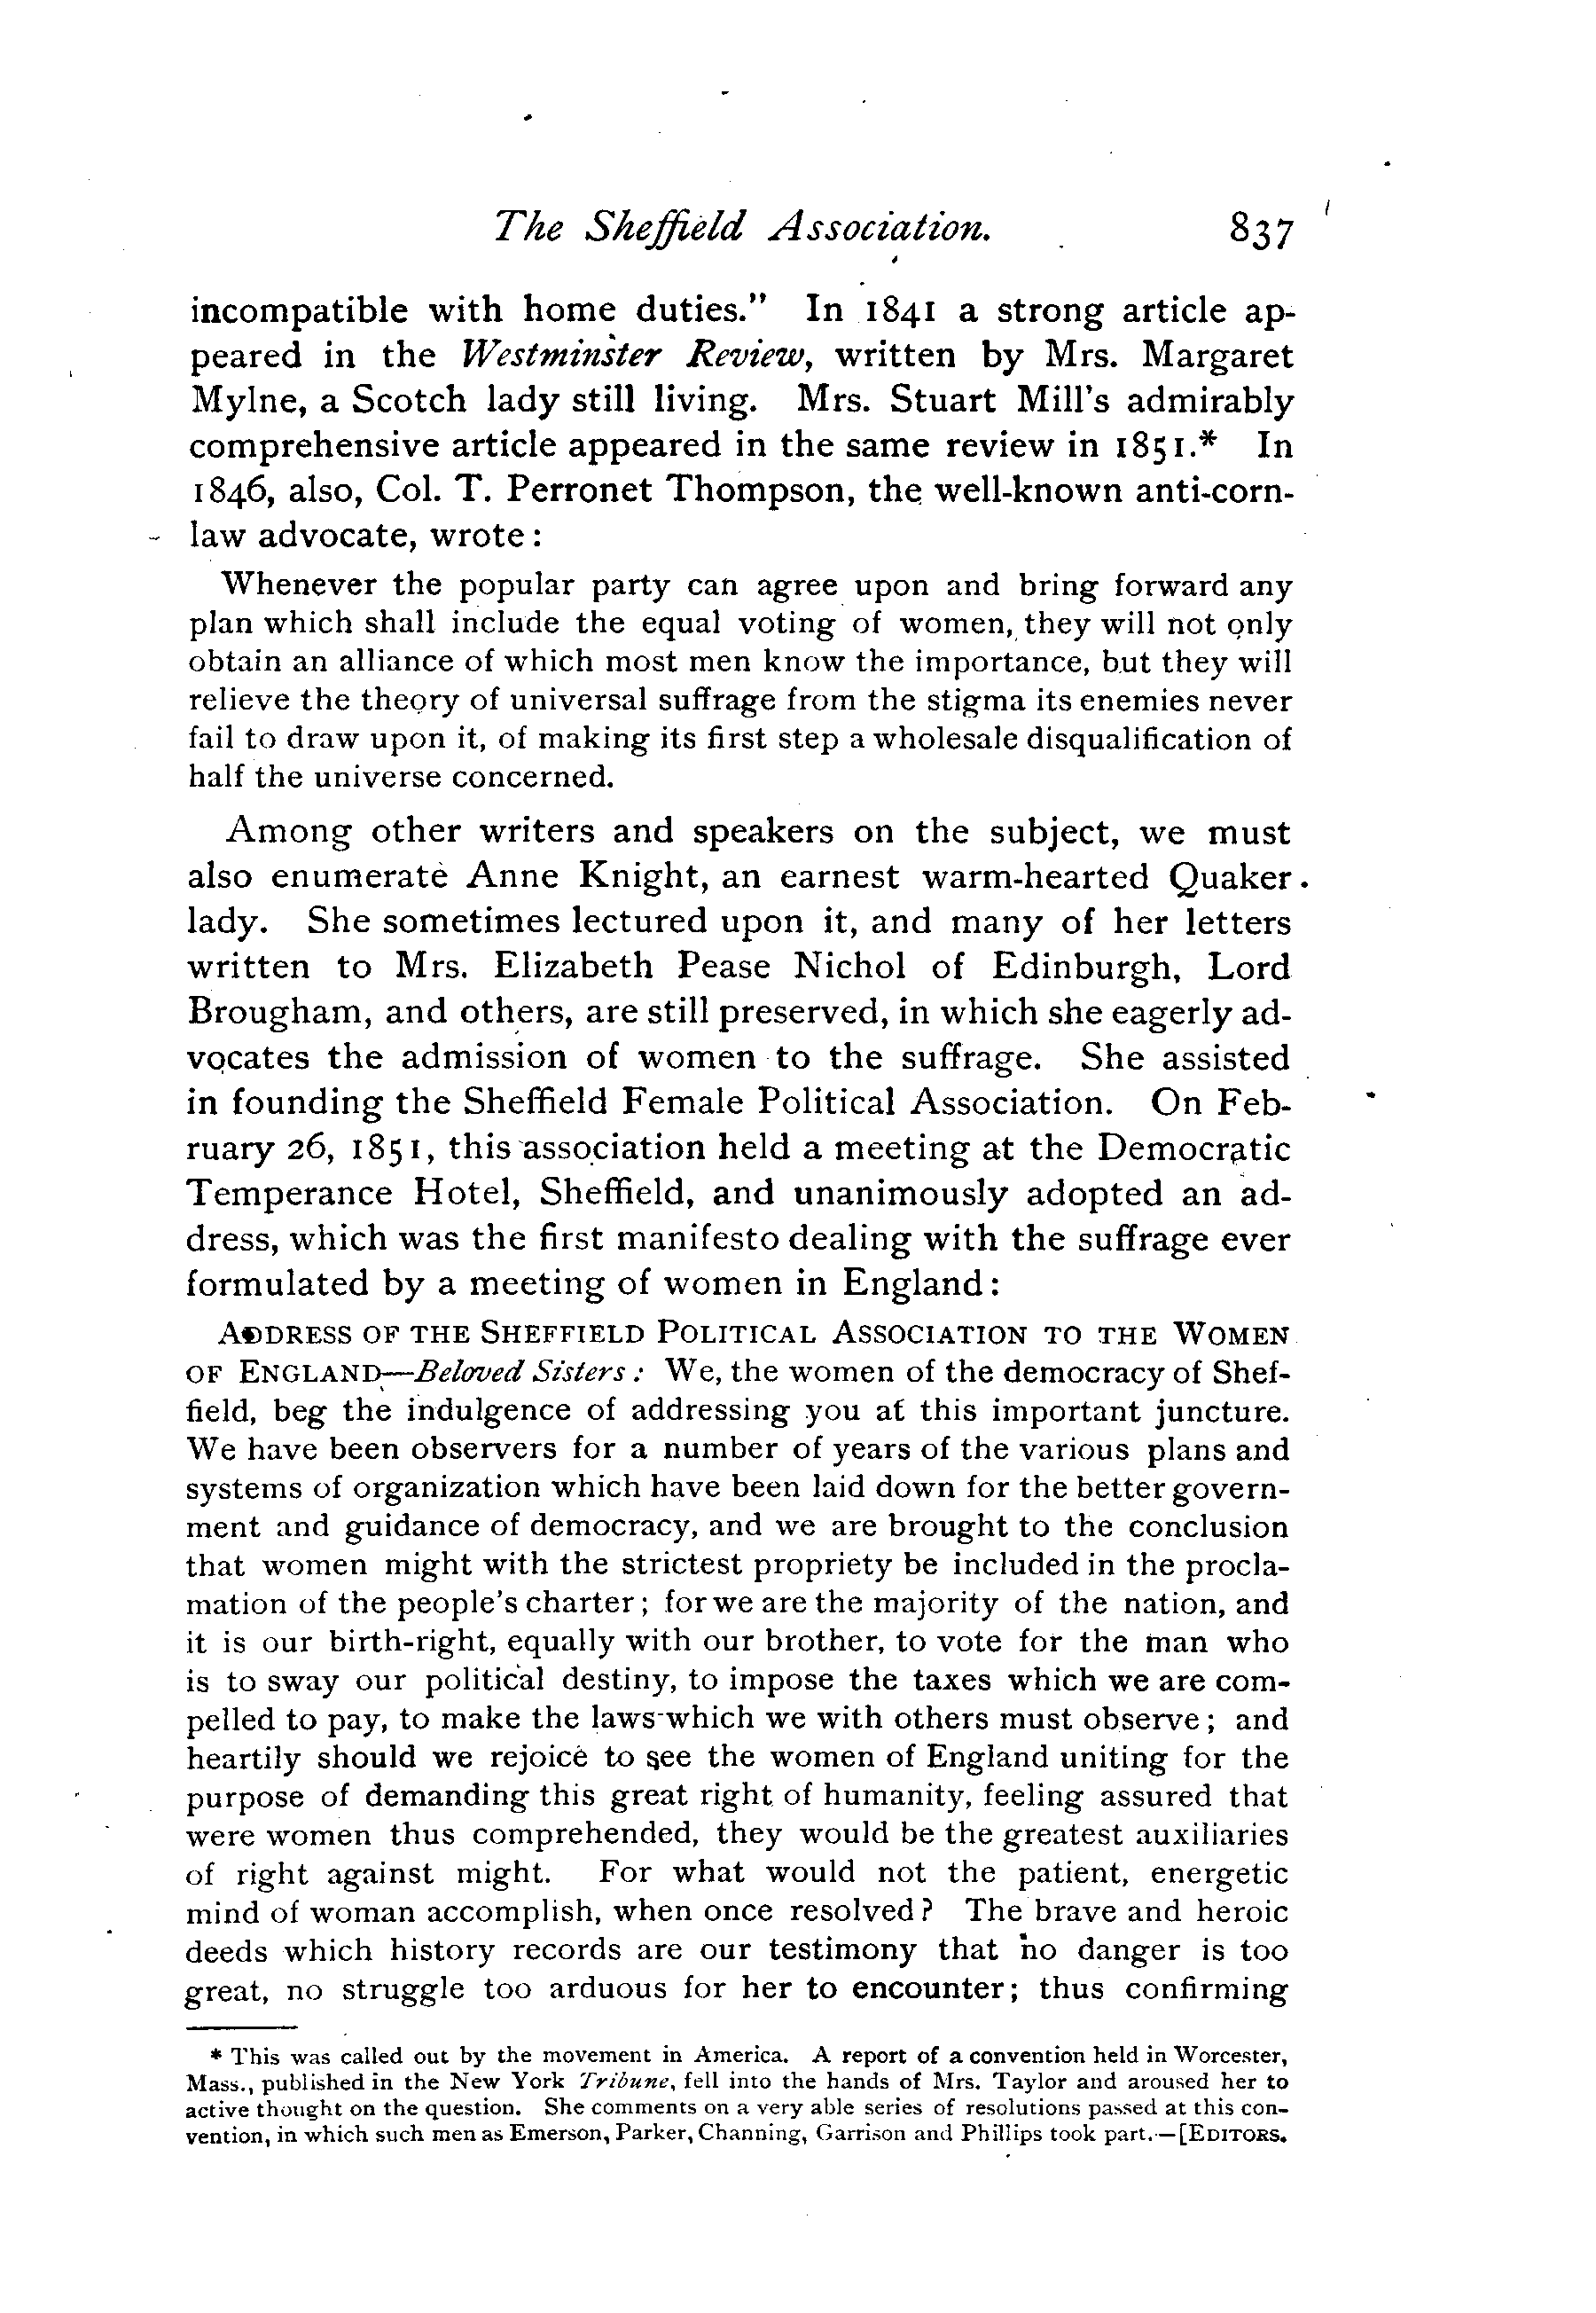 The Sheffield Association. 837
incompatible with home duties." In 1841 a strong article ap-
peared in the Westminster Review, written by Mrs. Margaret
Mylne, a Scotch lady still living. Mrs. Stuart Mill's admirably
comprehensive article appeared in the same review in 1851.* In
1846, also, Col. T. Perronet Thompson, the well-known anti-corn-
law advocate, wrote:
Whenever the popular party can agree upon and bring forward any
plan which shall include the equal voting of women, they will not only
obtain an alliance of which most men know the importance, but they will
relieve the theory of universal suffrage from the stigma its enemies never
fail to draw upon it, of making its first step a wholesale disqualification of
half the universe concerned.
Among other writers and speakers on the subject, we must
also enumerate Anne Knight, an earnest warm-hearted Quaker
lady. She sometimes lectured upon it, and many of her letters
written to Mrs. Elizabeth Pease Nichol of Edinburgh, Lord
Brougham, and others, are still preserved, in which she eagerly ad-
vocates the admission of women to the suffrage. She assisted
in founding the Sheffield Female Political Association. On Feb-
ruary 26, 1851, this association held a meeting at the Democratic
Temperance Hotel, Sheffield, and unanimously adopted an ad-
dress, which was the first manifesto dealing with the suffrage ever
formulated by a meeting of women in England:
ADDRESS OF THE SHEFFIELD POLITICAL ASSOCIATION TO THE WOMEN
OF ENGLAND—Beloved Sisters: We, the women of the democracy of Shef-
field, beg the indulgence of addressing you at this important juncture.
We have been observers for a number of years of the various plans and
systems of organization which have been laid down for the better govern-
ment and guidance of democracy, and we are brought to the conclusion
that women might with the strictest propriety be included in the procla-
mation of the people's charter; for we are the majority of the nation, and
it is our birth-right, equally with our brother, to vote for the man who
is to sway our political destiny, to impose the taxes which we are com-
pelled to pay, to make the laws which we with others must observe; and
heartily should we rejoice to see the women of England uniting for the
purpose of demanding this great right of humanity, feeling assured that
were women thus comprehended, they would be the greatest auxiliaries
of right against might. For what would not the patient, energetic
mind of woman accomplish, when once resolved? The brave and heroic
deeds which history records are our testimony that no danger is too
great, no struggle too arduous for her to encounter; thus confirming
* This was called out by the movement in America. A report of a convention held in Worcester,
Mass., published in the New York Tribune, fell into the hands of Mrs. Taylor and aroused her to
active thought on the question. She comments on a very able series of resolutions passed at this con-
vention, in which such men as Emerson, Parker, Channing, Garrison and Phillips took part.—[EDITORS.